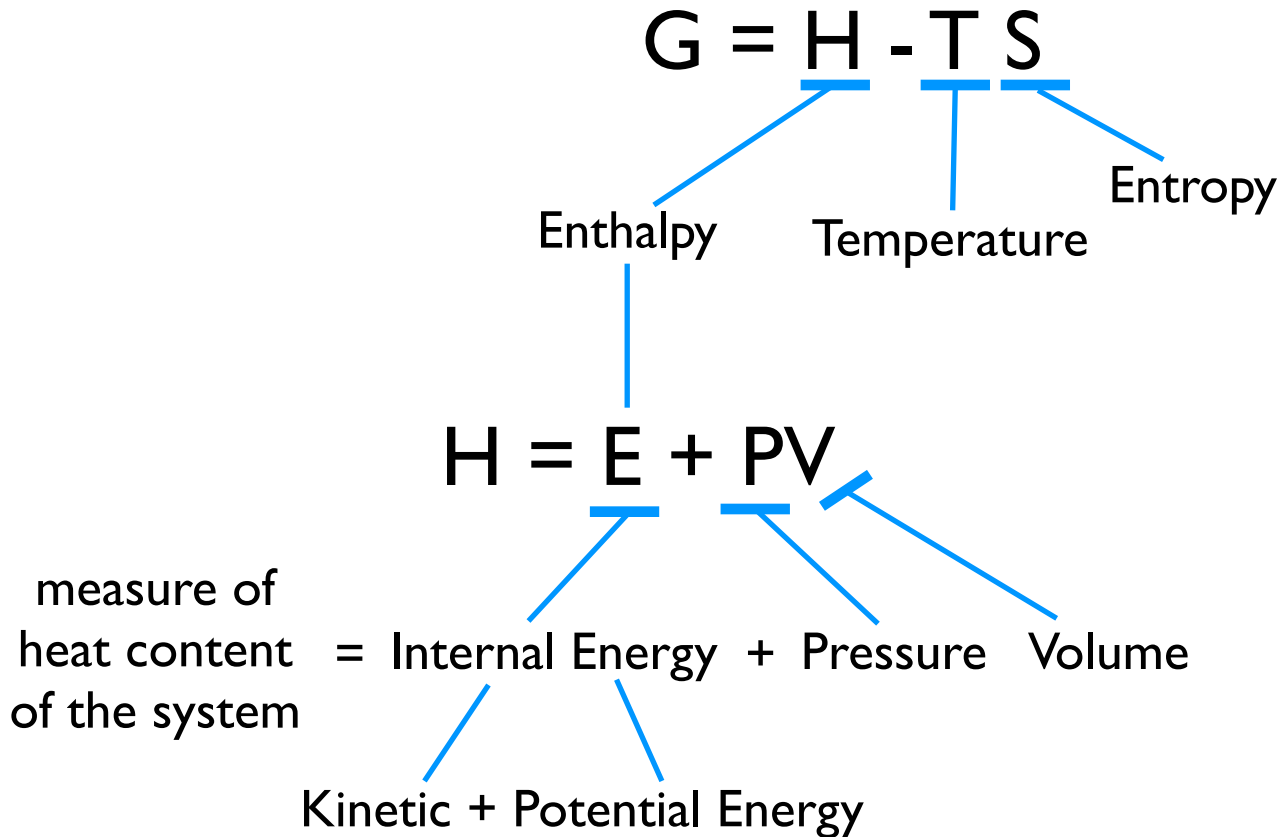 G = H - T S
Entropy
Enthalpy
Temperature
H = E + PV
measure of
heat content
of the system
= Internal Energy + Pressure Volume
Kinetic + Potential Energy